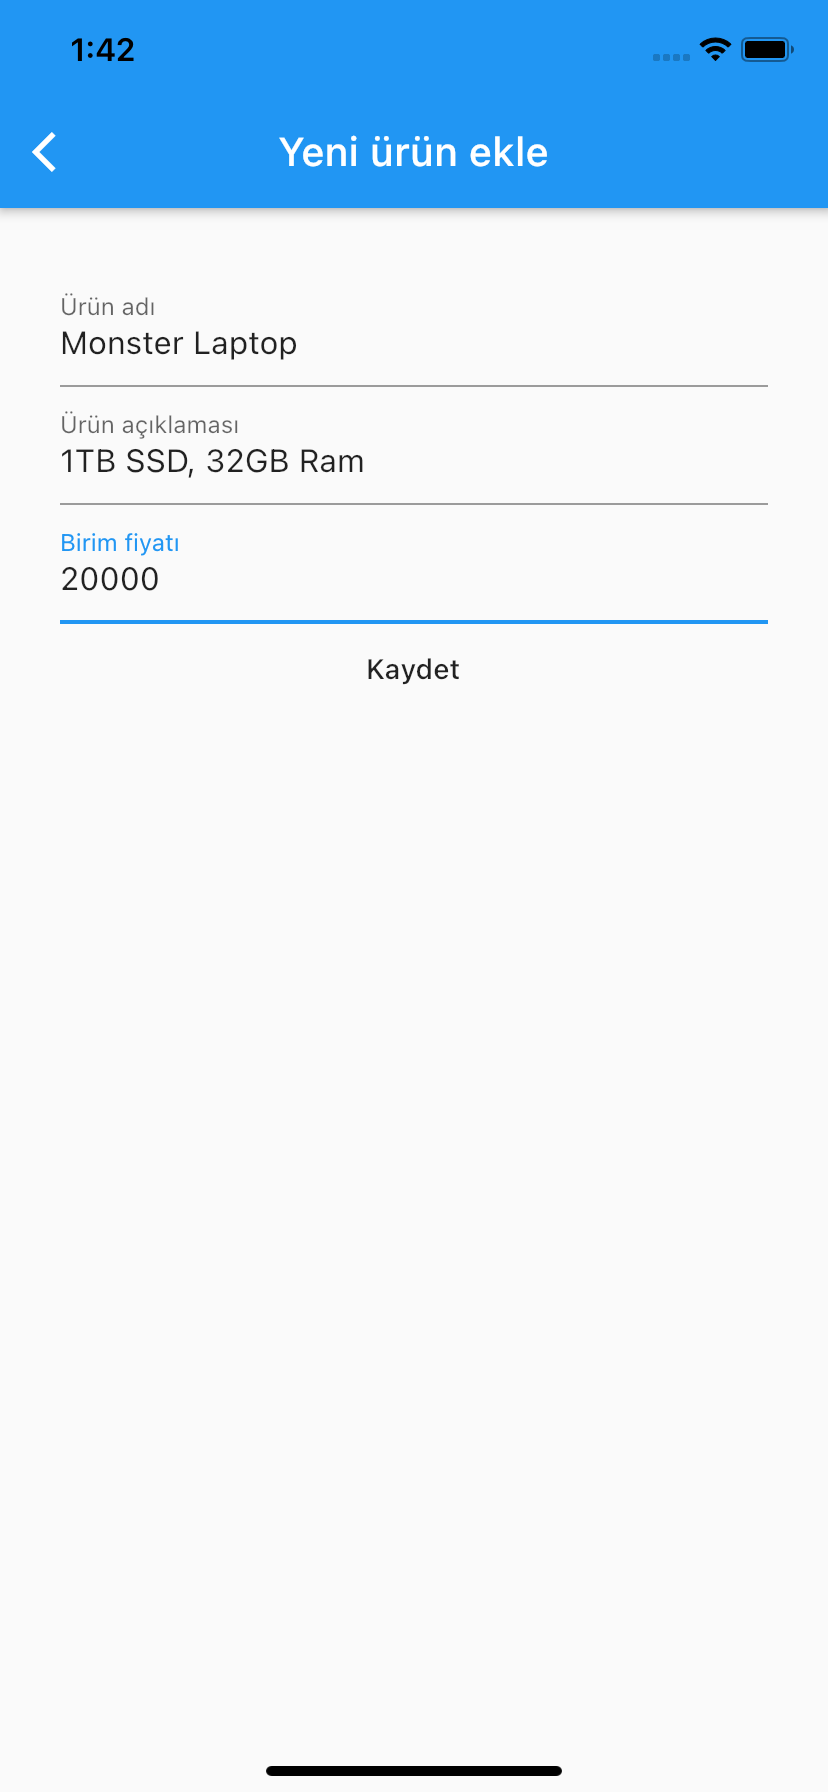 1:42
Yeni ürün ekle
Ürün adı
Monster Laptop
Ürün açıklaması
1TB SSD, 32GB Ram
Birim fiyatı
20000
Kaydet